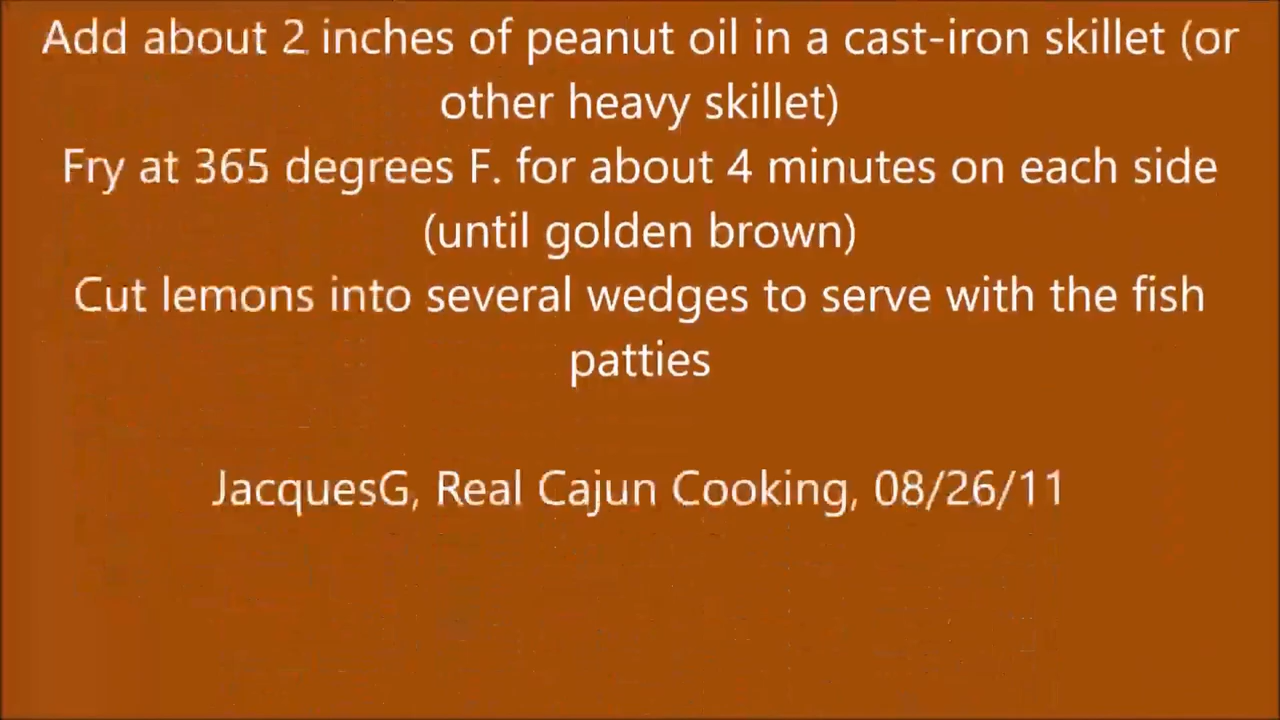 Add about 2 inches of peanut oil in a cast-iron skillet (or
other heavy skillet)
Fry at 365 degrees F. for about 4 minutes on each side
(until golden brown)
Cut lemons into several wedges to serve with the fish
patties
JacquesG, Real Cajun Cooking, 08/26/11